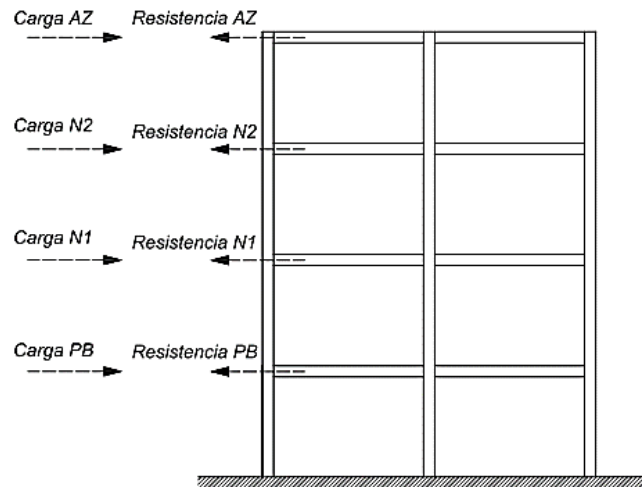 Carga AZ Resistencia AZ
Carga N2 Resistencia N2
Carga N1 Resistencia N1
Carga PB Resistencia PB